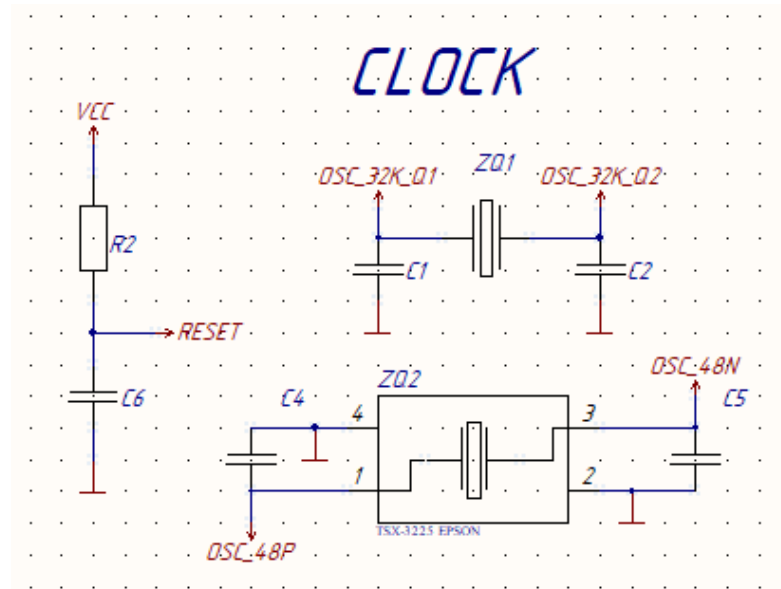 CLOCK
VCC
R2
RESET
C6
OSC_32K_Q1
ZQ1
OSC_32K_Q2
C1
C2
ZQ2
OSC_48N
C4
4
3
C5
1
2
TSX-3225 EPSON
OSC_48P